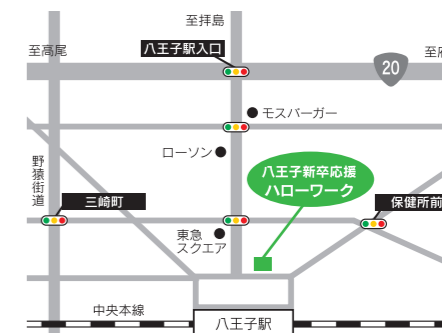 至拝島
至高尾
八王子駅入口
至府
20
モスバーガー
ローソン
八王子新卒応援
ハローワーク
野猿街道
三崎町
保健所前
東急
スクエア
中央本線
八王子駅